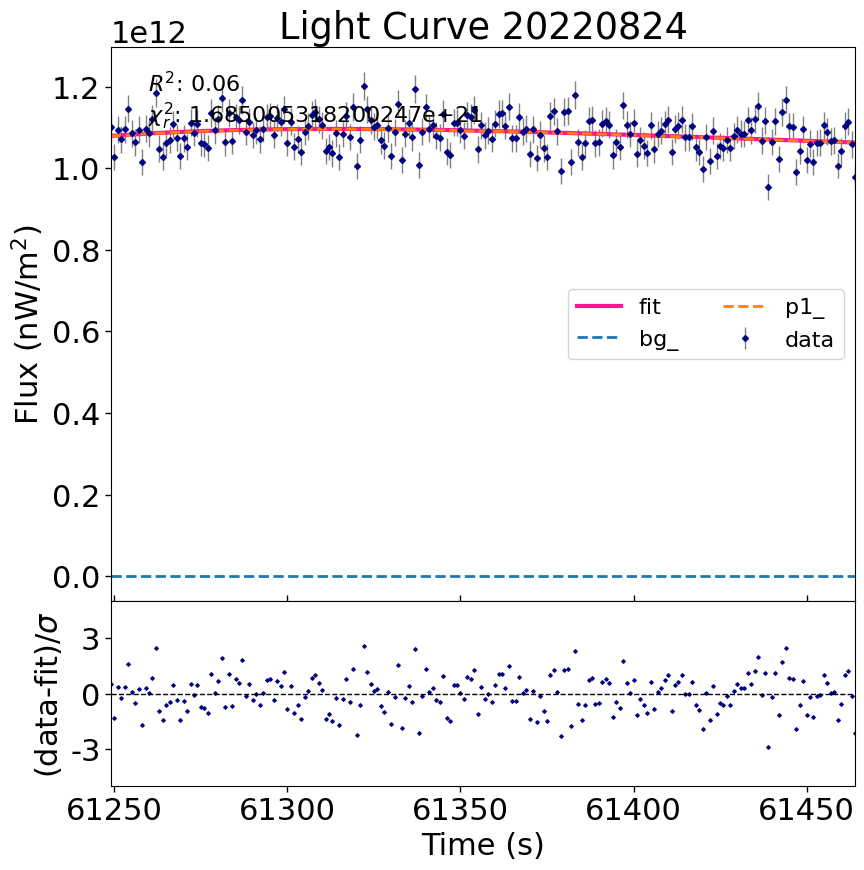 Light Curve 20220824
1e12
R²: 0.06
χ²ᵣ: 1.685005318200247e+21
1.2
1.0
0.8
0.6
0.4
0.2
0.0
Flux (nW/m²)
fit
bg_
p1_
data
3
0
-3
(data-fit)/σ
61250 61300 61350 61400 61450
Time (s)